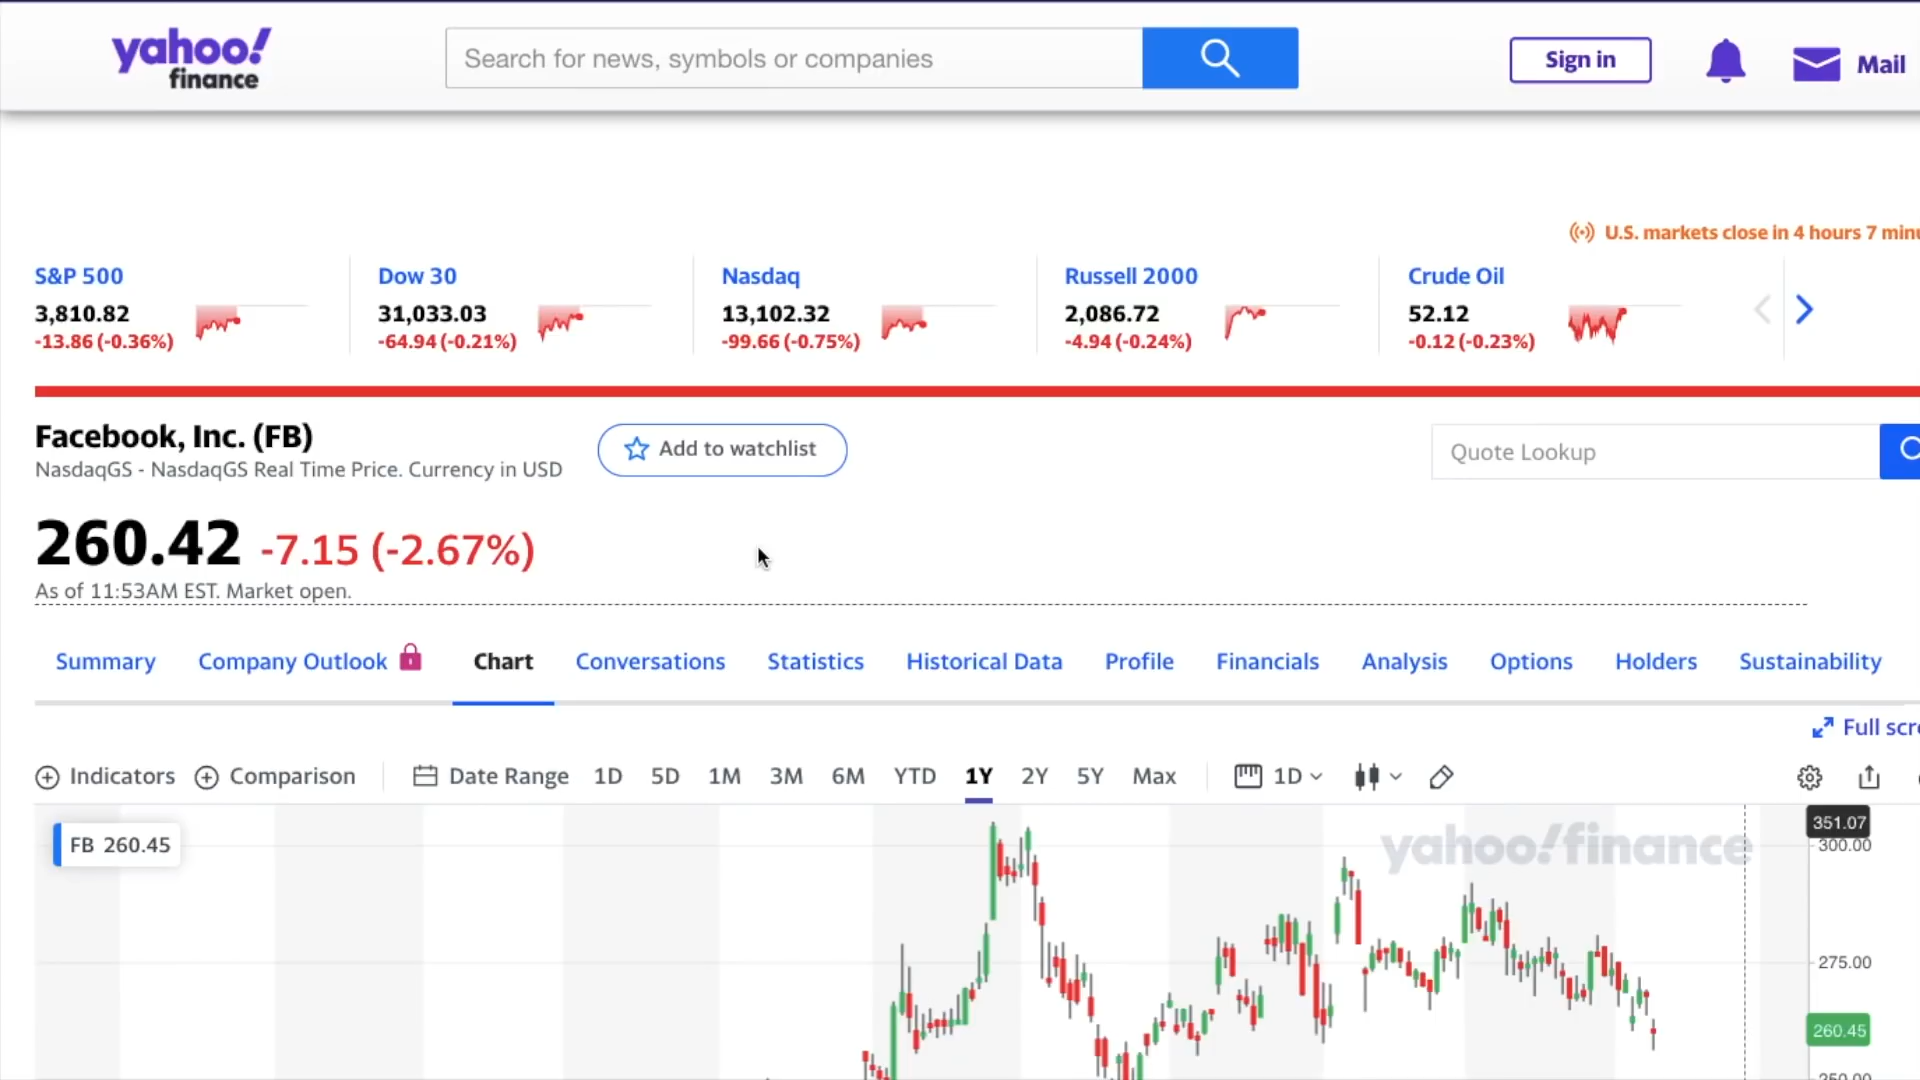 yahoo!
finance
Search for news, symbols or companies
Sign in
Mail
U.S. markets close in 4 hours 7
S&P 500
3,810.82
-13.86 (-0.36%)
Dow 30
31,033.03
-64.94 (-0.21%)
Nasdaq
13,102.32
-99.66 (-0.75%)
Russell 2000
2,086.72
-4.94 (-0.24%)
Crude Oil
52.12
-0.12 (-0.23%)
Facebook, Inc. (FB)
NasdaqGS - NasdaqGS Real Time Price. Currency in USD
Add to watchlist
Quote Lookup
260.42 -7.15 (-2.67%)
As of 11:53AM EST. Market open.
Summary Company Outlook Chart Conversations Statistics Historical Data Profile Financials Analysis Options Holders Sustainability
Full
Indicators Comparison Date Range 1D 5D 1M 3M 6M YTD 1Y 2Y 5Y Max 1D
FB 260.45
yahoo!finance
351.07
300.00
275.00
260.45
250.00